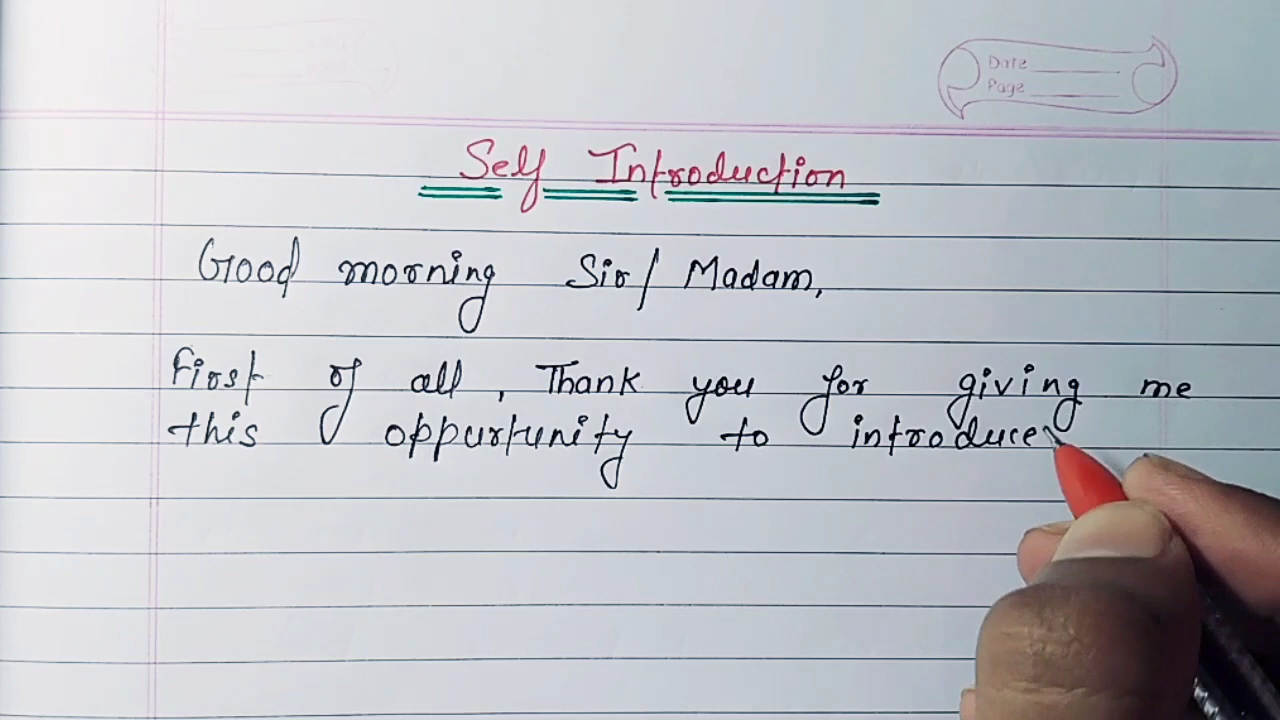 Date
Page
Self Introduction
Good morning Sir/ Madam,
First of all, Thank you for giving me
this oppurtunity to introduce